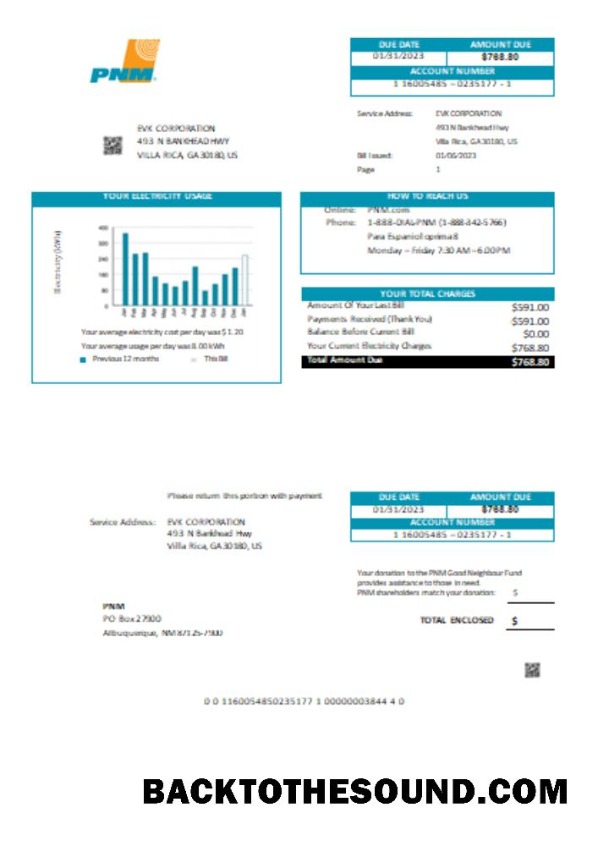 PNM
DUE DATE AMOUNT DUE
01/31/2023 $768.80
ACCOUNT NUMBER
1 16005485 – 0235177 - 1
Service Address: EVK CORPORATION
493 N Bankhead Hwy
Villa Rica, GA 30180, US
Bill Issued: 01/06/2023
Page 1
EVK CORPORATION
493 N BANKHEAD HWY
VILLA RICA, GA 30180, US
YOUR ELECTRICITY USAGE
Electricity (kWh)
400
240
160
80
0
Jan Feb Mar Apr May Jun Jul Aug Sep Oct Nov Dec Jan
Your average electricity cost per day was $ 1.20
Your average usage per day was 8.00 kWh
Previous 12 months This Bill
HOW TO REACH US
Online: PNM.com
Phone: 1-888-DIAL-PNM (1-888-342-5766)
Para Espaniol oprima 8
Monday – Friday 7:30 AM – 6:00 PM
YOUR TOTAL CHARGES
Amount Of Your Last Bill $591.00
Payments Received (Thank You) -$591.00
Balance Before Current Bill $0.00
Your Current Electricity Charges $768.80
Total Amount Due $768.80
Please return this portion with payment
DUE DATE AMOUNT DUE
01/31/2023 $768.80
ACCOUNT NUMBER
1 16005485 – 0235177 - 1
Service Address: EVK CORPORATION
493 N Bankhead Hwy
Villa Rica, GA 30180, US
Your donation to the PNM Good Neighbour Fund
provides assistance to those in need.
PNM shareholders match your donation: $
PNM
PO Box 27900
Albuquerque, NM 87125-7900
TOTAL ENCLOSED $
0 0 1160054850235177 1 00000003844 4 0
BACKTOTHESOUND.COM